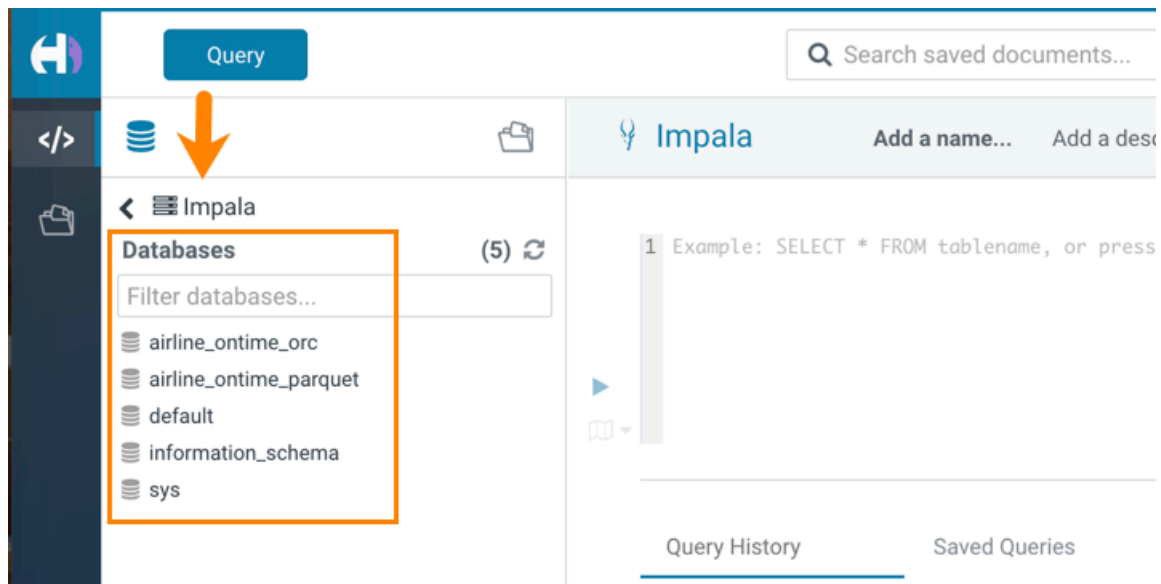 Query
Search saved documents...
</>
Impala
Databases (5)
Filter databases...
airline_ontime_orc
airline_ontime_parquet
default
information_schema
sys
Impala Add a name... Add a desc
1 Example: SELECT * FROM tablename, or press
Query History Saved Queries